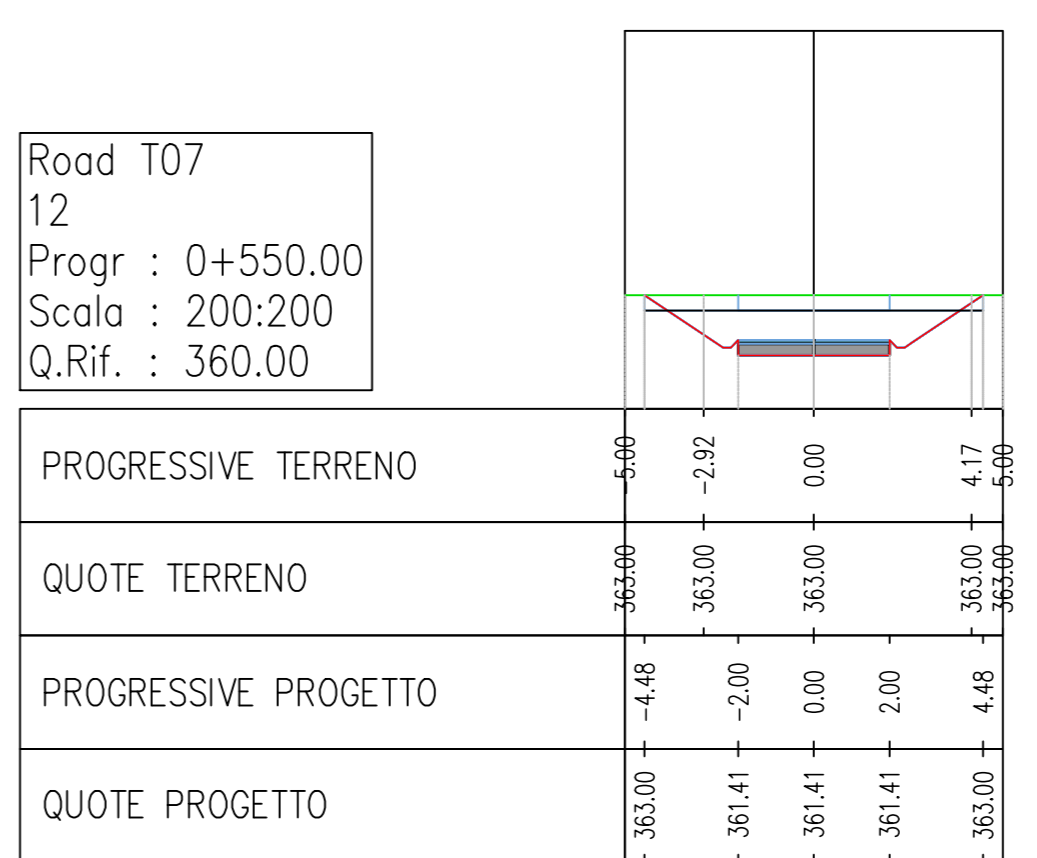 Road T07
12
Progr : 0+550.00
Scala : 200:200
Q.Rif. : 360.00
PROGRESSIVE TERRENO -5.00 -2.92 0.00 4.17 5.00
QUOTE TERRENO 363.00 363.00 363.00 363.00 363.00
PROGRESSIVE PROGETTO -4.48 -2.00 0.00 2.00 4.48
QUOTE PROGETTO 363.00 361.41 361.41 361.41 363.00